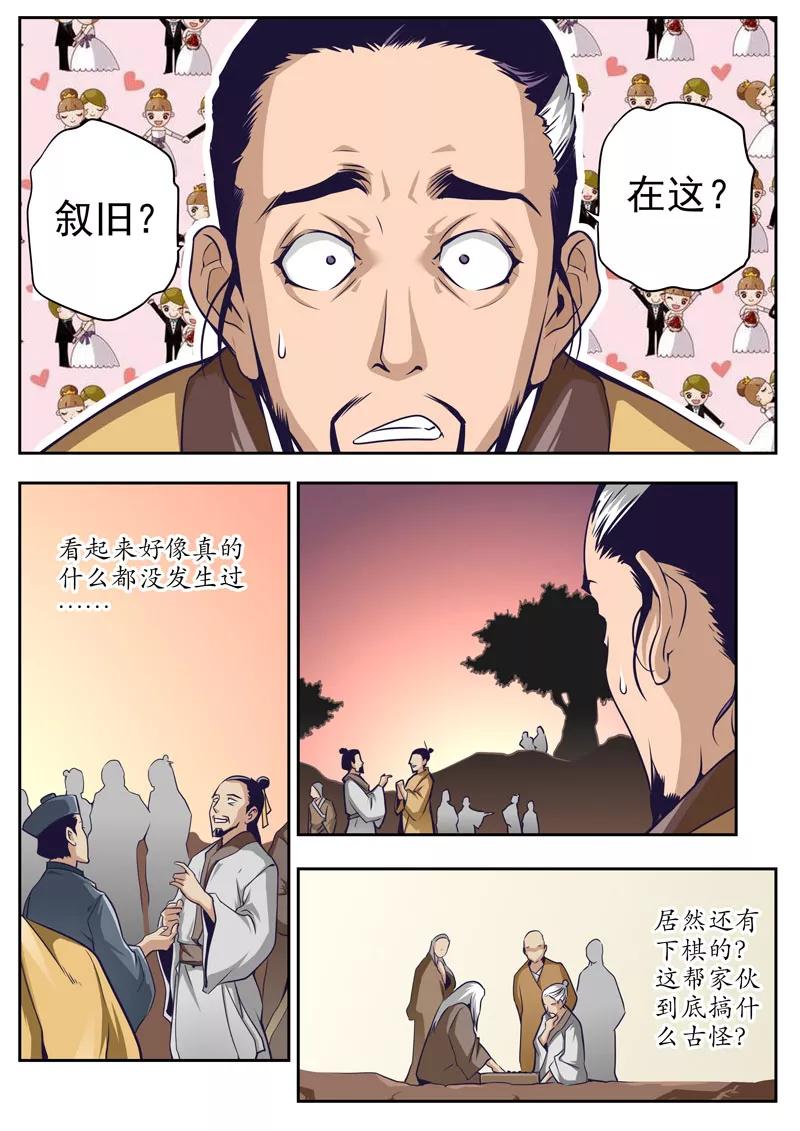 叙旧？
在这？
看起来好像真的
什么都没发生过
……
居然还有
下棋的？
这帮家伙
到底搞什
么古怪？